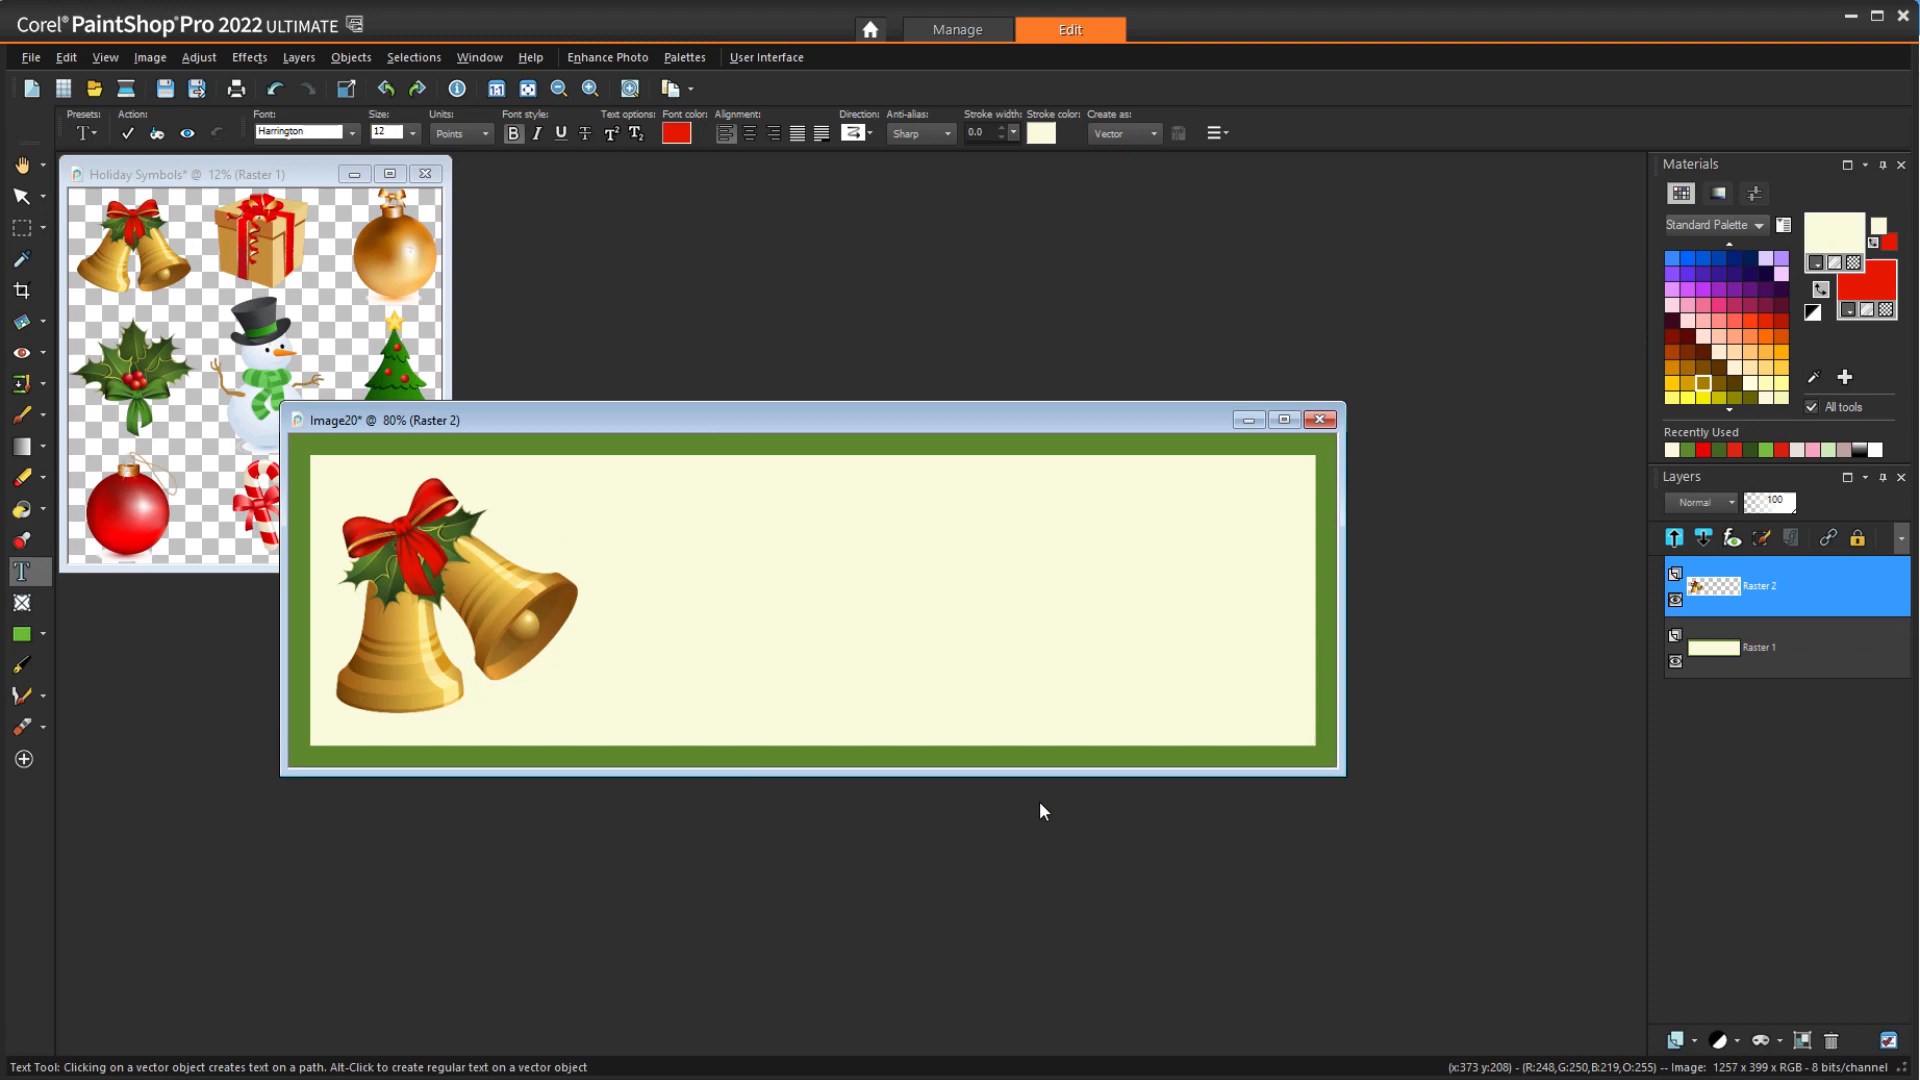 Corel® PaintShop® Pro 2022 ULTIMATE
Manage
Edit
File Edit View Image Adjust Effects Layers Objects Selections Window Help Enhance Photo Palettes User Interface
Presets: Action: Font: Size: Units: Font style: Text options: Font color: Alignment: Direction: Anti-alias: Stroke width: Stroke color: Create as:
Harrington 12 Points Sharp 0.0 Vector
Holiday Symbols* @ 12% (Raster 1)
Image20* @ 80% (Raster 2)
Materials
Standard Palette
All tools
Recently Used
Layers
Normal 100
Raster 2
Raster 1
Text Tool: Clicking on a vector object creates text on a path. Alt-Click to create regular text on a vector object
(x:373 y:208) - (R:248,G:250,B:219,O:255) -- Image: 1257 x 399 x RGB - 8 bits/channel